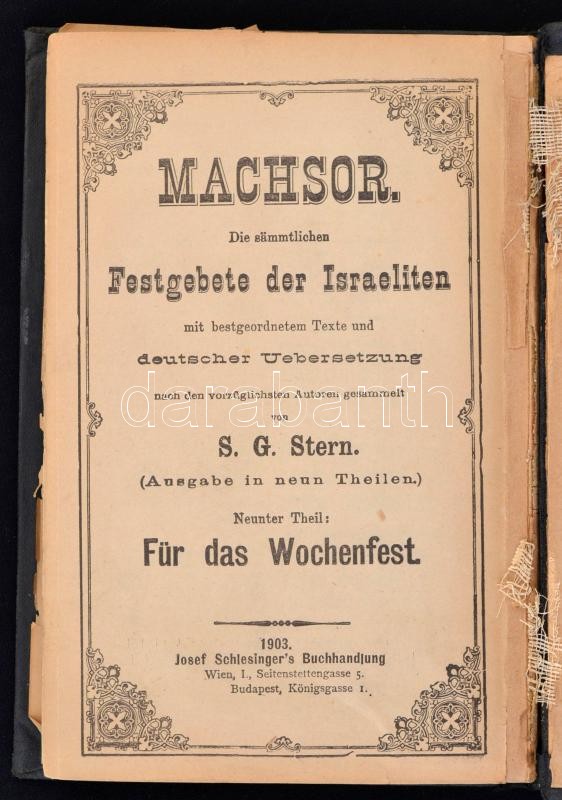 MACHSOR.
Die sämmtlichen
Festgebete der Israeliten
mit bestgeordnetem Texte und
deutscher Uebersetzung
nach den vorzüglichsten Autoren gesammelt
von
S. G. Stern.
(Ausgabe in neun Theilen.)
Neunter Theil:
Für das Wochenfest.
1903.
Josef Schlesinger's Buchhandlung
Wien, I., Seitenstettengasse 5.
Budapest, Königsgasse 1.
darabanth